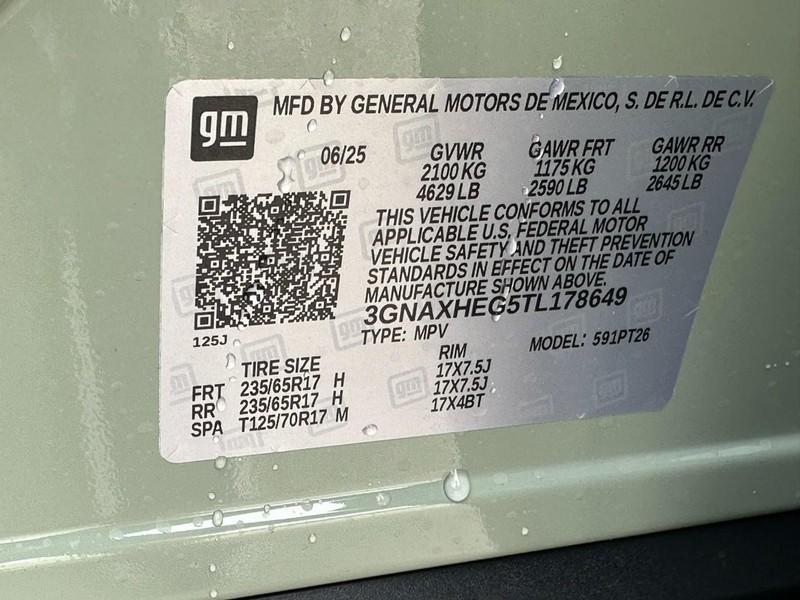 gm MFD BY GENERAL MOTORS DE MEXICO, S. DE R.L. DE C.V.
06/25 GVWR GAWR FRT GAWR RR
2100 KG 1175 KG 1200 KG
4629 LB 2590 LB 2645 LB
THIS VEHICLE CONFORMS TO ALL
APPLICABLE U.S. FEDERAL MOTOR
VEHICLE SAFETY AND THEFT PREVENTION
STANDARDS IN EFFECT ON THE DATE OF
MANUFACTURE SHOWN ABOVE.
3GNAXHEG5TL178649
125J TYPE: MPV MODEL: 591PT26
TIRE SIZE RIM
FRT 235/65R17 H 17X7.5J
RR 235/65R17 H 17X7.5J
SPA T125/70R17 M 17X4BT